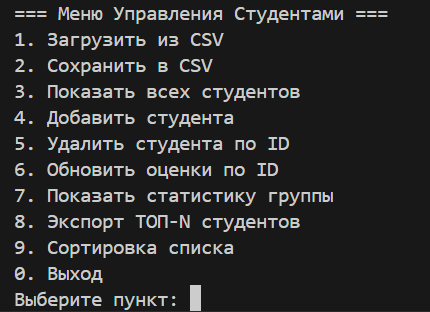 === Меню Управления Студентами ===
1. Загрузить из CSV
2. Сохранить в CSV
3. Показать всех студентов
4. Добавить студента
5. Удалить студента по ID
6. Обновить оценки по ID
7. Показать статистику группы
8. Экспорт ТОП-N студентов
9. Сортировка списка
0. Выход
Выберите пункт: